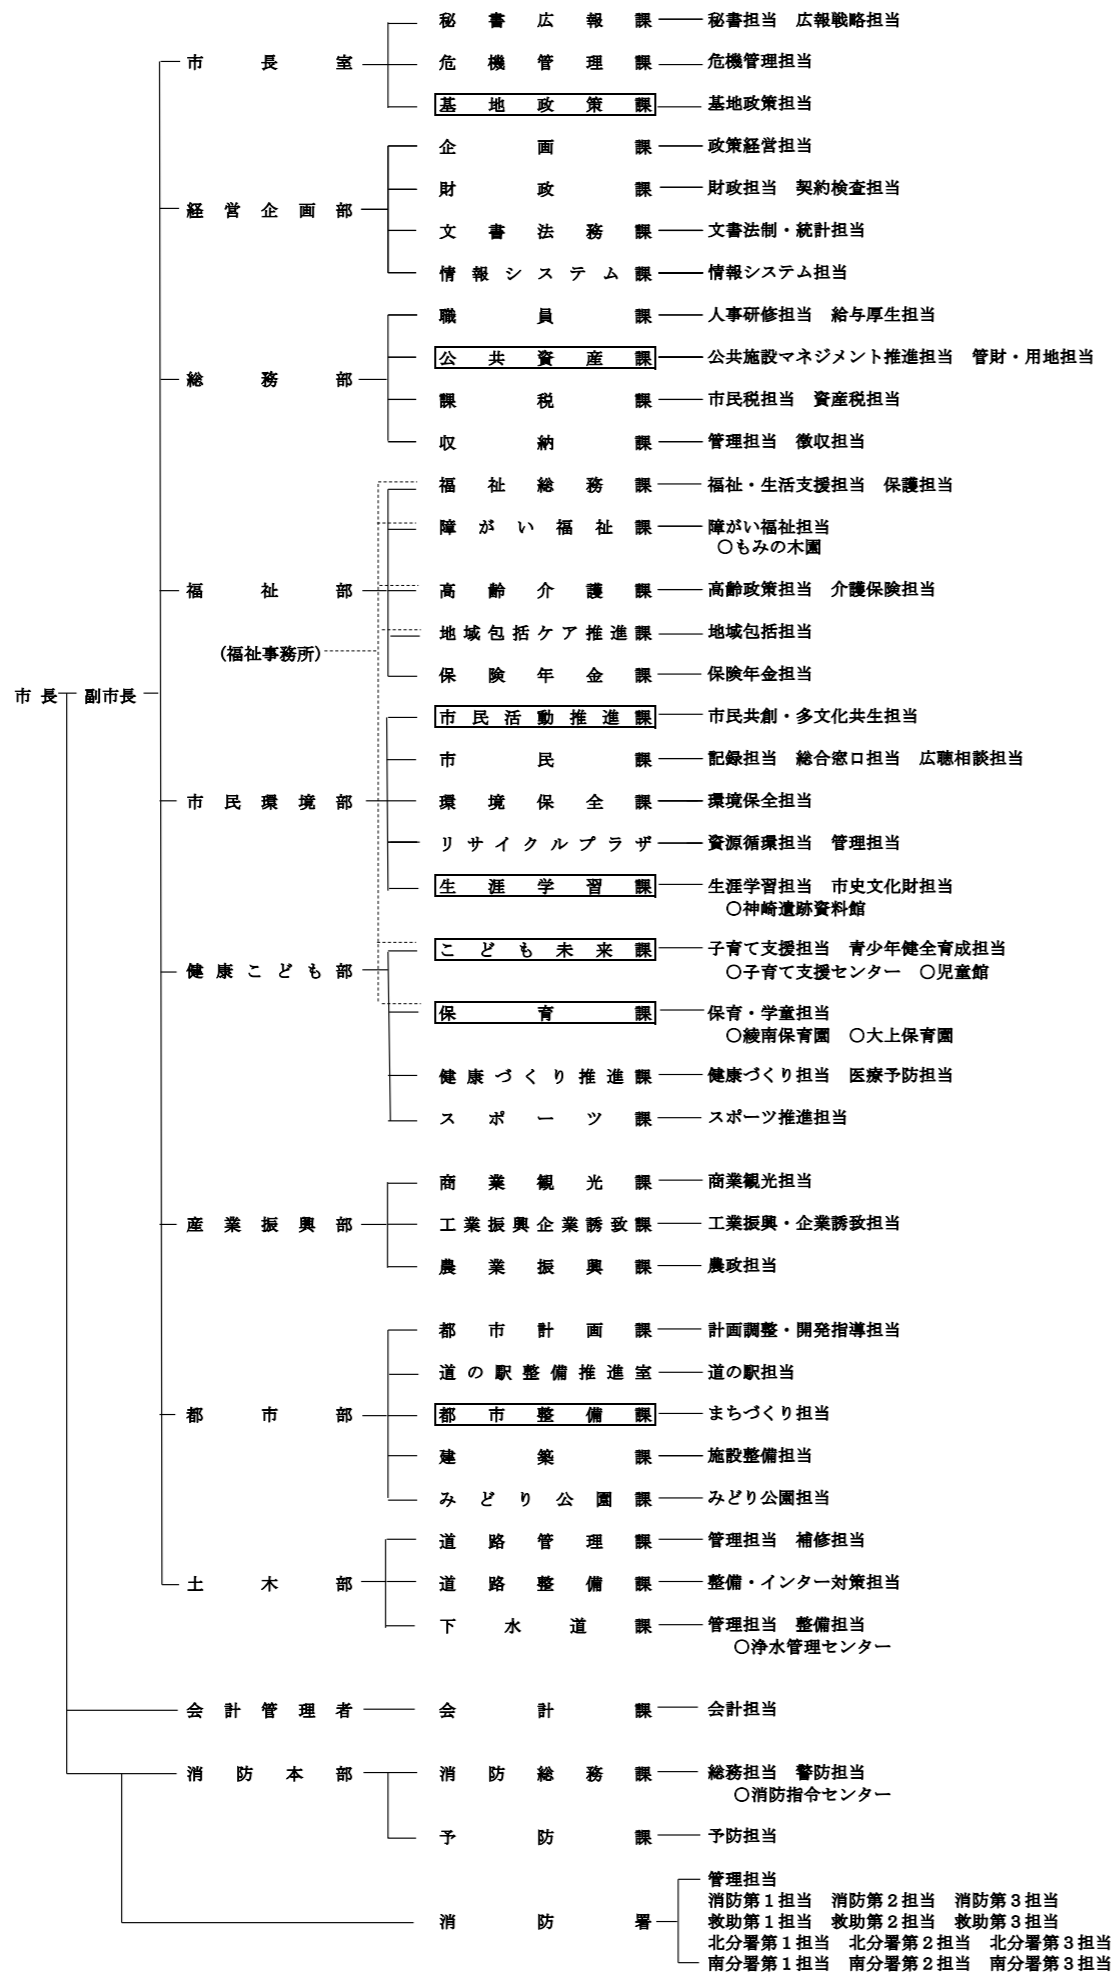 秘書広報課 秘書担当 広報戦略担当
市長室 危機管理課 危機管理担当
基地政策課 基地政策担当
企画課 政策経営担当
財政課 財政担当 契約検査担当
経営企画部
文書法務課 文書法制・統計担当
情報システム課 情報システム担当
職員課 人事研修担当 給与厚生担当
公共資産課 公共施設マネジメント推進担当 管財・用地担当
総務部
課税課 市民税担当 資産税担当
収納課 管理担当 徴収担当
福祉総務課 福祉・生活支援担当 保護担当
障がい福祉課 障がい福祉担当
○もみの木園
福祉部 高齢介護課 高齢政策担当 介護保険担当
地域包括ケア推進課 地域包括担当
(福祉事務所)
保険年金課 保険年金担当
市長 副市長
市民活動推進課 市民共創・多文化共生担当
市民課 記録担当 総合窓口担当 広聴相談担当
市民環境部 環境保全課 環境保全担当
リサイクルプラザ 資源循環担当 管理担当
生涯学習課 生涯学習担当 市史文化財担当
○神崎遺跡資料館
こども未来課 子育て支援担当 青少年健全育成担当
健康こども部 ○子育て支援センター ○児童館
保育課 保育・学童担当
○綾南保育園 ○大上保育園
健康づくり推進課 健康づくり担当 医療予防担当
スポーツ課 スポーツ推進担当
商業観光課 商業観光担当
産業振興部 工業振興企業誘致課 工業振興・企業誘致担当
農業振興課 農政担当
都市計画課 計画調整・開発指導担当
道の駅整備推進室 道の駅担当
都市部 都市整備課 まちづくり担当
建築課 施設整備担当
みどり公園課 みどり公園担当
道路管理課 管理担当 補修担当
土木部 道路整備課 整備・インター対策担当
下水道課 管理担当 整備担当
○浄水管理センター
会計管理者 会計課 会計担当
消防本部 消防総務課 総務担当 警防担当
○消防指令センター
予防課 予防担当
管理担当
消防第1担当 消防第2担当 消防第3担当
消防署 救助第1担当 救助第2担当 救助第3担当
北分署第1担当 北分署第2担当 北分署第3担当
南分署第1担当 南分署第2担当 南分署第3担当